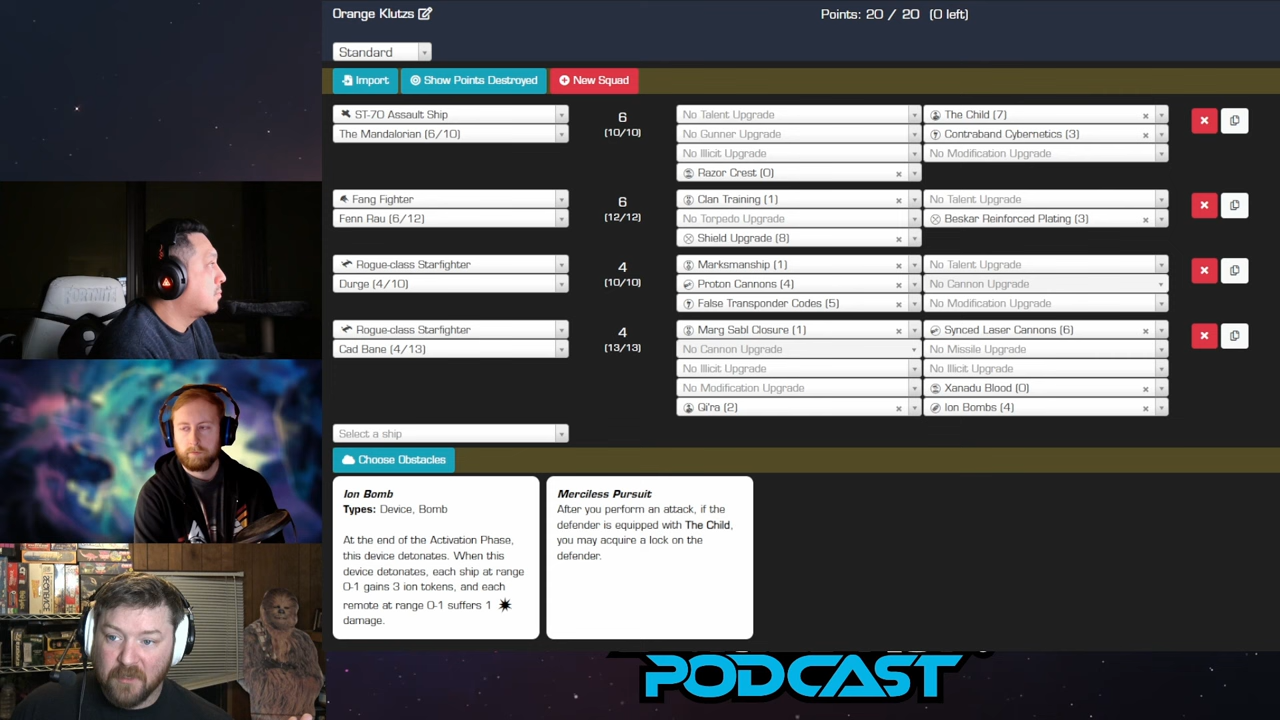 Orange Klutzs
Points: 20 / 20 (0 left)
Standard
Import
Show Points Destroyed
New Squad
ST-70 Assault Ship
The Mandalorian (6/10)
6
(10/10)
No Talent Upgrade
The Child (7)
No Gunner Upgrade
Contraband Cybernetics (3)
No Illicit Upgrade
No Modification Upgrade
Razor Crest (0)
Fang Fighter
Fenn Rau (6/12)
6
(12/12)
Clan Training (1)
No Talent Upgrade
No Torpedo Upgrade
Beskar Reinforced Plating (3)
Shield Upgrade (8)
Rogue-class Starfighter
Durge (4/10)
4
(10/10)
Marksmanship (1)
No Talent Upgrade
Proton Cannons (4)
No Cannon Upgrade
False Transponder Codes (5)
No Modification Upgrade
Rogue-class Starfighter
Cad Bane (4/13)
4
(13/13)
Marg Sabl Closure (1)
Synced Laser Cannons (6)
No Cannon Upgrade
No Missile Upgrade
No Illicit Upgrade
No Illicit Upgrade
No Modification Upgrade
Xanadu Blood (0)
Qi'ra (2)
Ion Bombs (4)
Select a ship
Choose Obstacles
Ion Bomb
Types: Device, Bomb
At the end of the Activation Phase,
this device detonates. When this
device detonates, each ship at range
0-1 gains 3 ion tokens, and each
remote at range 0-1 suffers 1
damage.
Merciless Pursuit
After you perform an attack, if the
defender is equipped with The Child,
you may acquire a lock on the
defender.
PODCAST